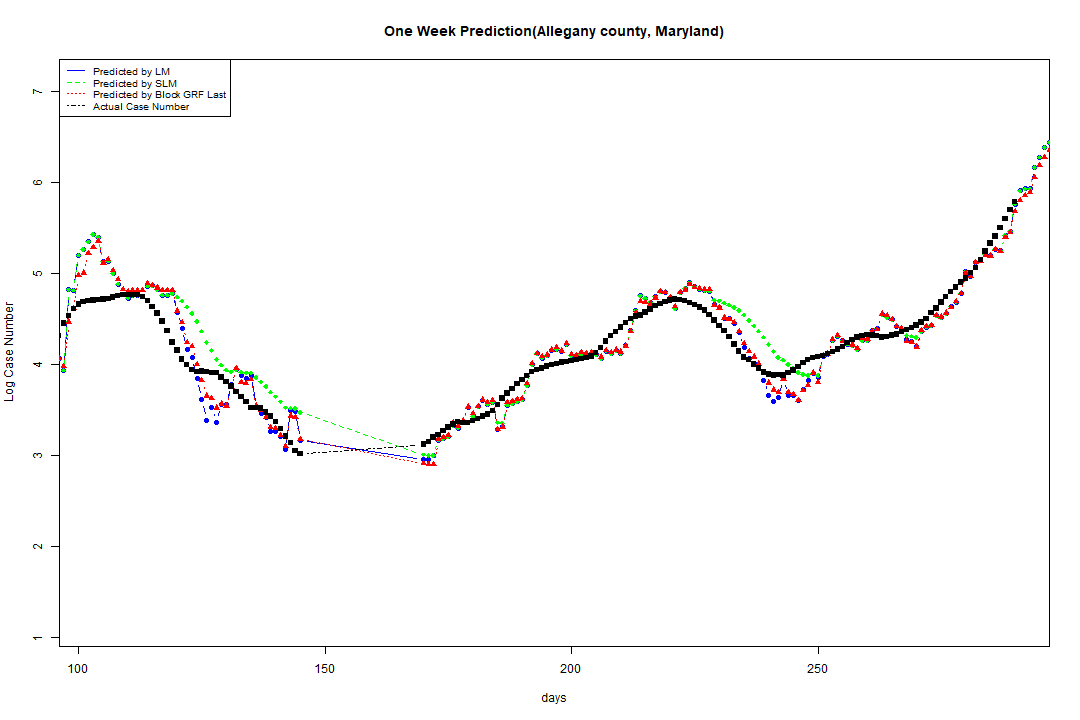 One Week Prediction(Allegany county, Maryland)
Predicted by LM
Predicted by SLM
Predicted by Block GRF Last
Actual Case Number
7
6
5
4
3
2
1
Log Case Number
100 150 200 250
days